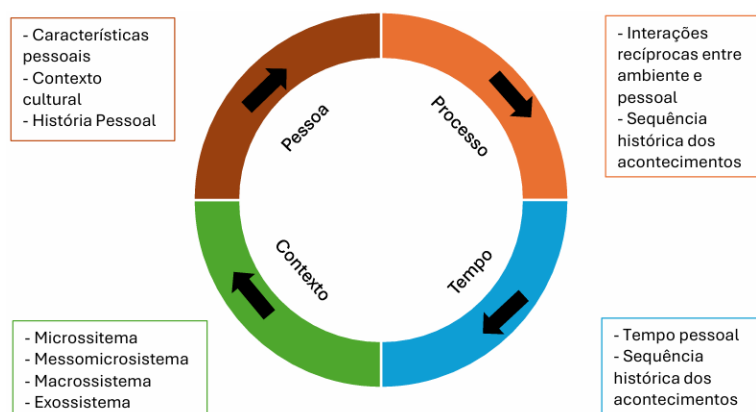 - Características
pessoais
- Contexto
cultural
- História Pessoal
Pessoa
Processo
- Interações
recíprocas entre
ambiente e
pessoal
- Sequência
histórica dos
acontecimentos
Contexto
Tempo
- Microssitema
- Messomicrosistema
- Macrossistema
- Exossistema
- Tempo pessoal
- Sequência
histórica dos
acontecimentos